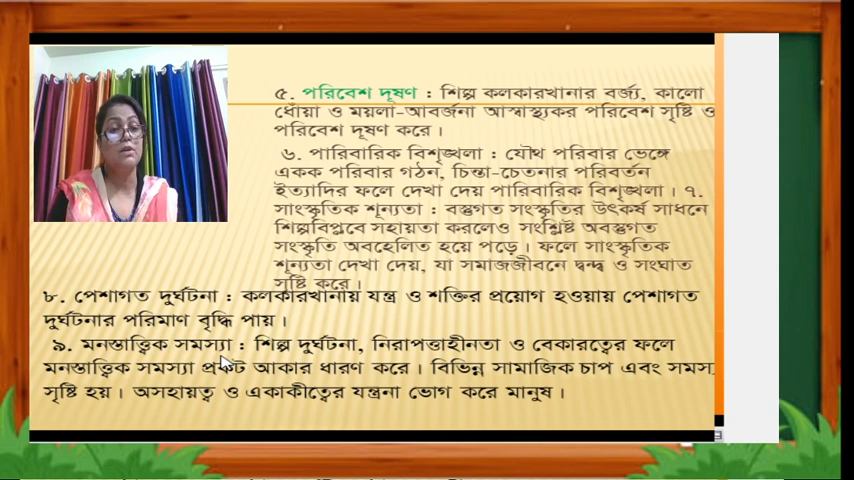 ৫. পরিবেশ দূষণ : শিল্প কলকারখানার বর্জ্য, কালো
ধোঁয়া ও ময়লা-আবর্জনা আস্বাস্থ্যকর পরিবেশ সৃষ্টি ও
পরিবেশ দূষণ করে।
৬. পারিবারিক বিশৃঙ্খলা : যৌথ পরিবার ভেঙ্গে
একক পরিবার গঠন, চিন্তা-চেতনার পরিবর্তন
ইত্যাদির ফলে দেখা দেয় পারিবারিক বিশৃঙ্খলা। ৭.
সাংস্কৃতিক শূন্যতা : বস্তুগত সংস্কৃতির উৎকর্ষ সাধনে
শিল্পবিপ্লবে সহায়তা করলেও সংশ্লিষ্ট অবস্তুগত
সংস্কৃতি অবহেলিত হয়ে পড়ে। ফলে সাংস্কৃতিক
শূন্যতা দেখা দেয়, যা সমাজজীবনে দ্বন্দ্ব ও সংঘাত
সৃষ্টি করে।
৮. পেশাগত দুর্ঘটনা : কলকারখানায় যন্ত্র ও শক্তির প্রয়োগ হওয়ায় পেশাগত
দুর্ঘটনার পরিমাণ বৃদ্ধি পায়।
৯. মনস্তাত্ত্বিক সমস্যা : শিল্প দুর্ঘটনা, নিরাপত্তাহীনতা ও বেকারত্বের ফলে
মনস্তাত্ত্বিক সমস্যা প্রকট আকার ধারণ করে। বিভিন্ন সামাজিক চাপ এবং
সৃষ্টি হয়। অসহায়ত্ব ও একাকীত্বের যন্ত্রনা ভোগ করে মানুষ।